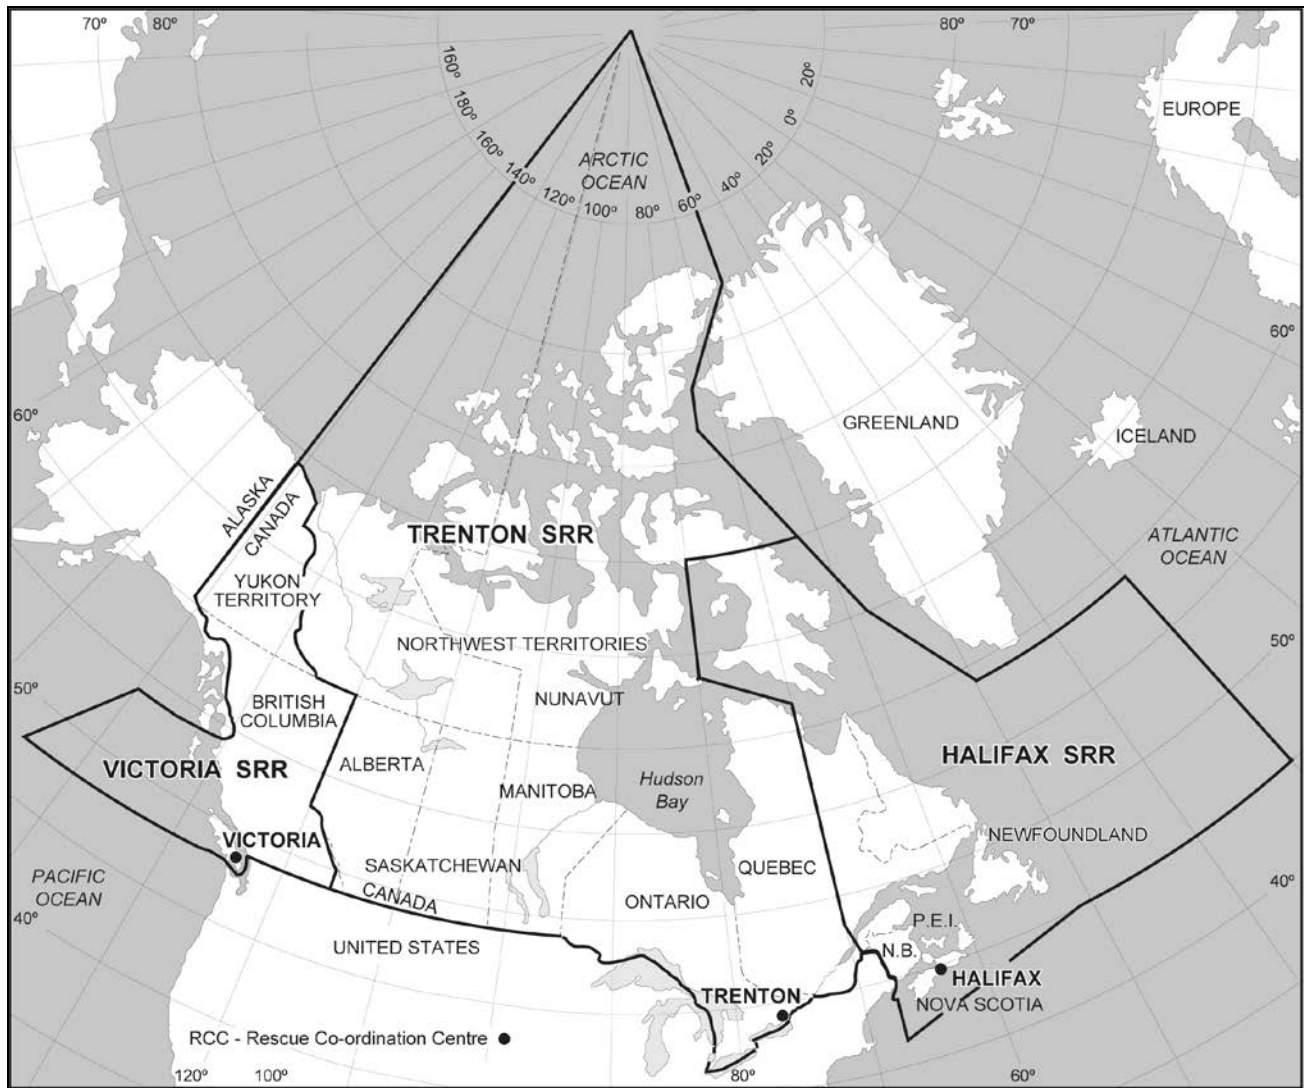 70º
80º
80º
70º
160º
180º
160º
140º
120º
100º
80º
60º
40º
20º
0º
20º
ARCTIC
OCEAN
EUROPE
60º
60º
GREENLAND
ICELAND
ALASKA
CANADA
TRENTON SRR
ATLANTIC
OCEAN
YUKON
TERRITORY
NORTHWEST TERRITORIES
50º
50º
NUNAVUT
BRITISH
COLUMBIA
VICTORIA SRR
ALBERTA
HALIFAX SRR
Hudson
Bay
MANITOBA
VICTORIA
NEWFOUNDLAND
PACIFIC
OCEAN
SASKATCHEWAN
QUEBEC
40º
CANADA
ONTARIO
40º
P.E.I.
N.B.
UNITED STATES
HALIFAX
NOVA SCOTIA
TRENTON
RCC - Rescue Co-ordination Centre
120º
100º
80º
60º